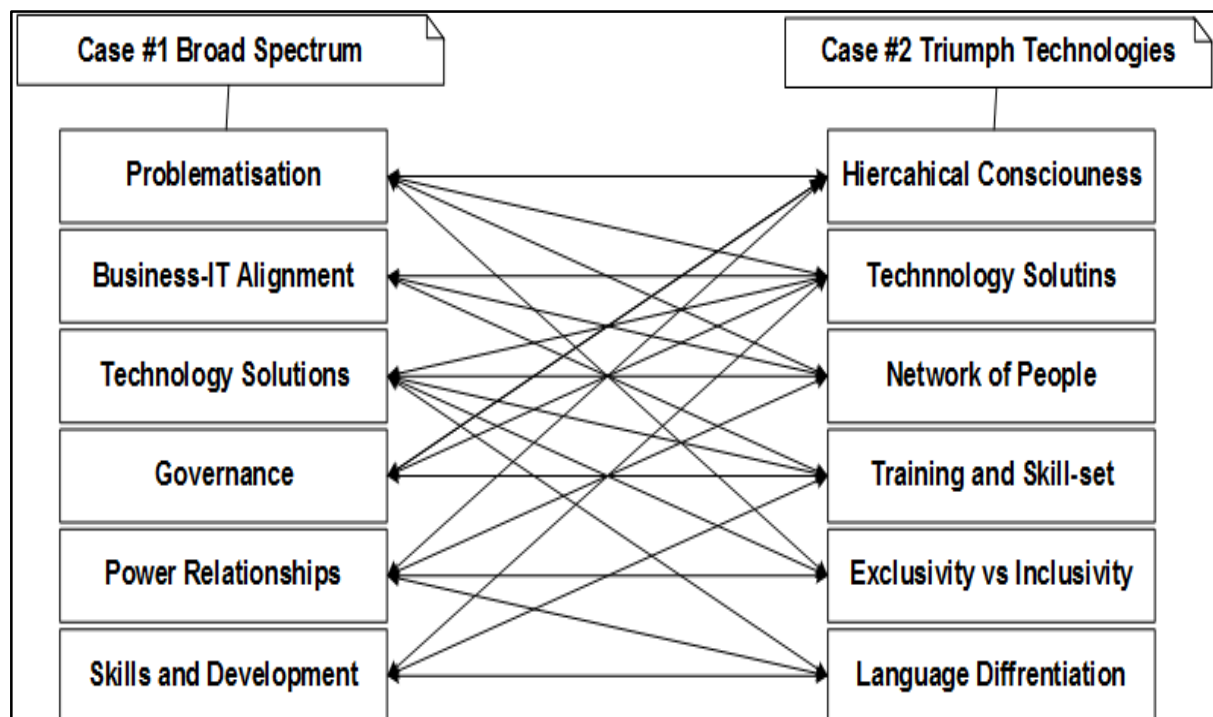 Case #1 Broad Spectrum
Case #2 Triumph Technologies
Problematisation
Hiercahical Consciouness
Business-IT Alignment
Technnology Solutins
Technology Solutions
Network of People
Governance
Training and Skill-set
Power Relationships
Exclusivity vs Inclusivity
Skills and Development
Language Diffrentiation